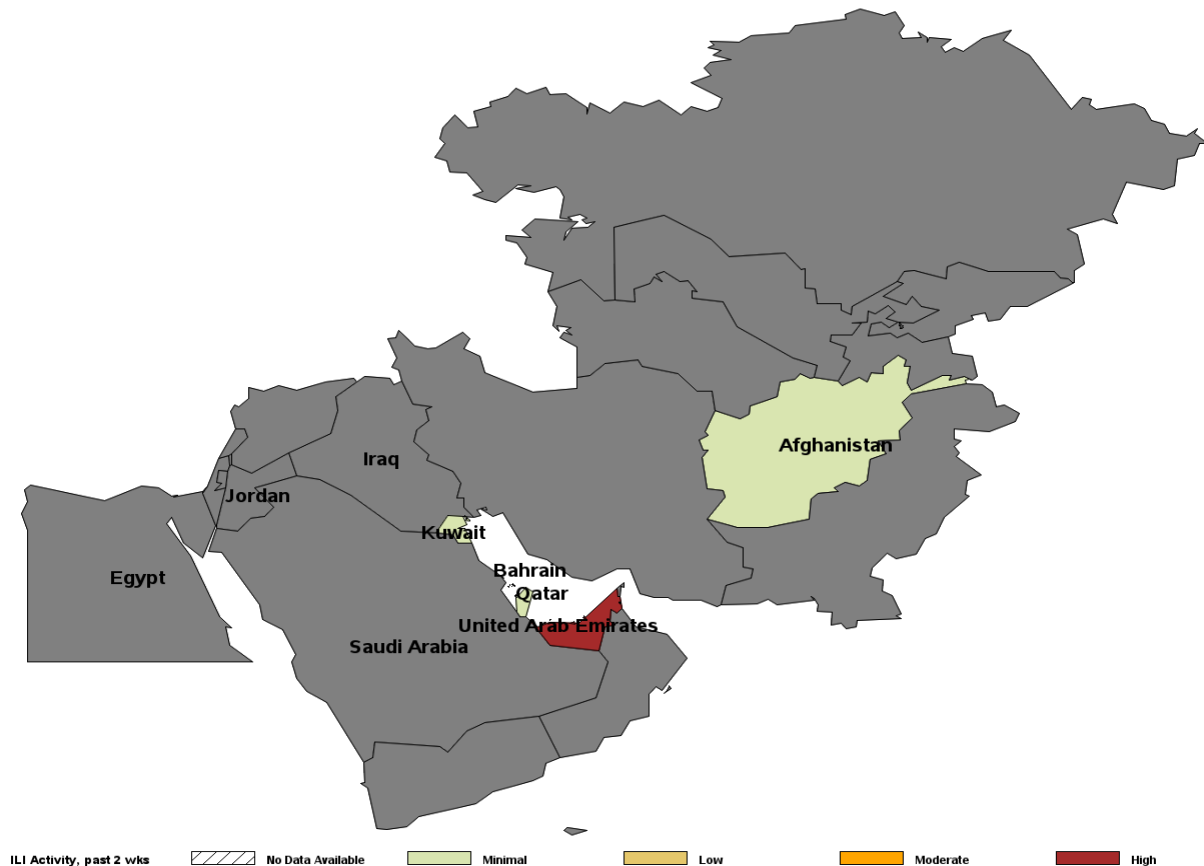 Afghanistan
Iraq
Jordan
Kuwait
Bahrain
Egypt
Qatar
United Arab Emirates
Saudi Arabia
ILI Activity, past 2 wks No Data Available Minimal Low Moderate High